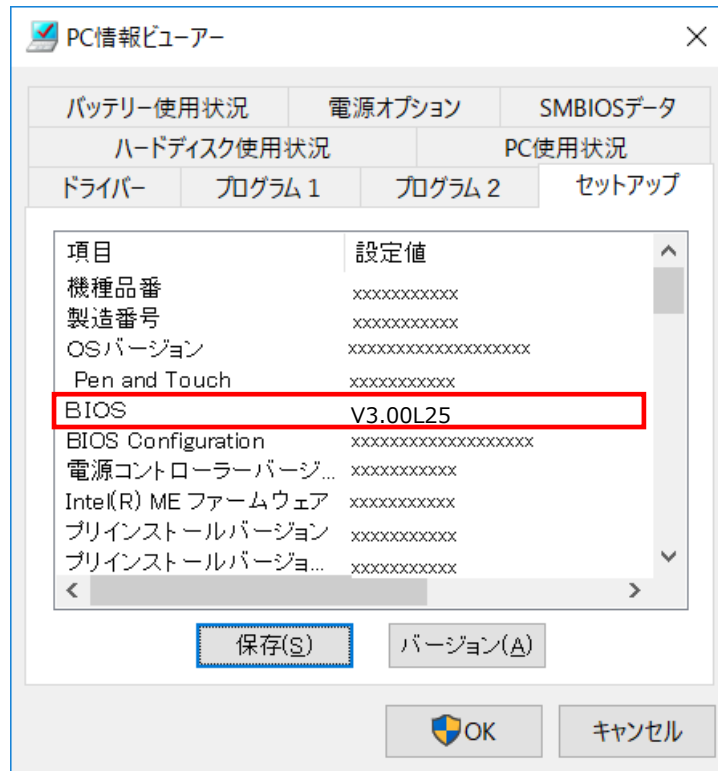 PC情報ビューアー
バッテリー使用状況 電源オプション SMBIOSデータ
ハードディスク使用状況 PC使用状況
ドライバー プログラム 1 プログラム 2 セットアップ
項目 設定値
機種品番 xxxxxxxxxxx
製造番号 xxxxxxxxxxx
OSバージョン xxxxxxxxxxxxxxxxxxx
Pen and Touch xxxxxxxxxxx
BIOS V3.00L25
BIOS Configuration xxxxxxxxxxxxxxxxxxx
電源コントローラーバージ... xxxxxxxxxxx
Intel(R) ME ファームウェア xxxxxxxxxxx
プリインストールバージョン xxxxxxxxxxx
プリインストールバージョ... xxxxxxxxxxx
保存(S) バージョン(A)
OK キャンセル